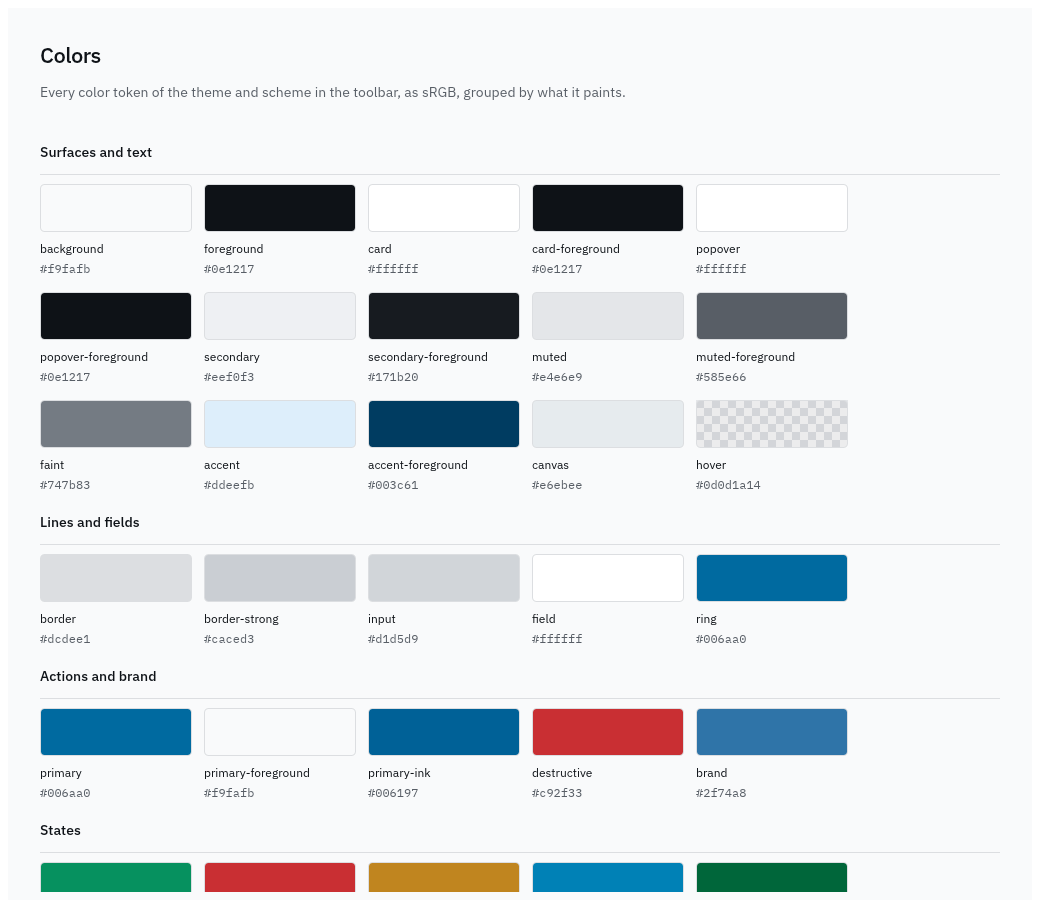 Colors
Every color token of the theme and scheme in the toolbar, as sRGB, grouped by what it paints.
Surfaces and text
background foreground card card-foreground popover
#f9fafb #0e1217 #ffffff #0e1217 #ffffff
popover-foreground secondary secondary-foreground muted muted-foreground
#0e1217 #eef0f3 #171b20 #e4e6e9 #585e66
faint accent accent-foreground canvas hover
#747b83 #ddeefb #003c61 #e6ebee #0d0d1a14
Lines and fields
border border-strong input field ring
#dcdee1 #caced3 #d1d5d9 #ffffff #006aa0
Actions and brand
primary primary-foreground primary-ink destructive brand
#006aa0 #f9fafb #006197 #c92f33 #2f74a8
States